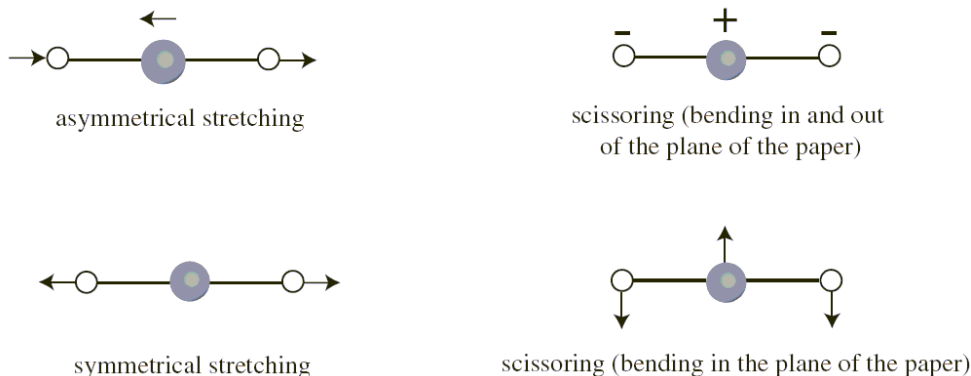 - + -
asymmetrical stretching
scissoring (bending in and out
of the plane of the paper)
symmetrical stretching
scissoring (bending in the plane of the paper)